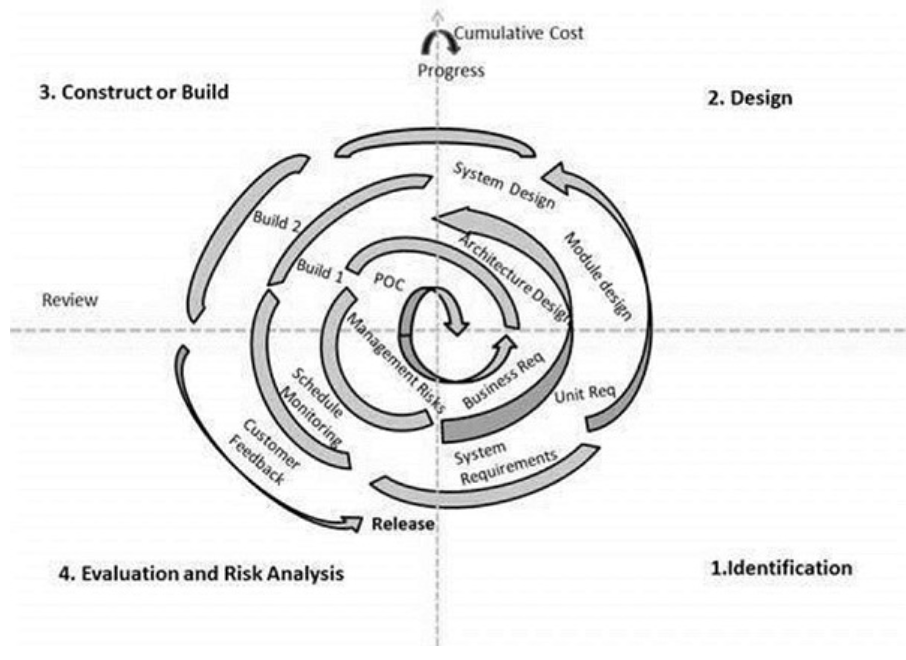 Cumulative Cost
Progress
3. Construct or Build
2. Design
System Design
Build 2
Architecture Design
Module design
Build 1
POC
Review
Management Risks
Business Req
Unit Req
Schedule
Monitoring
Customer
Feedback
System
Requirements
Release
4. Evaluation and Risk Analysis
1.Identification